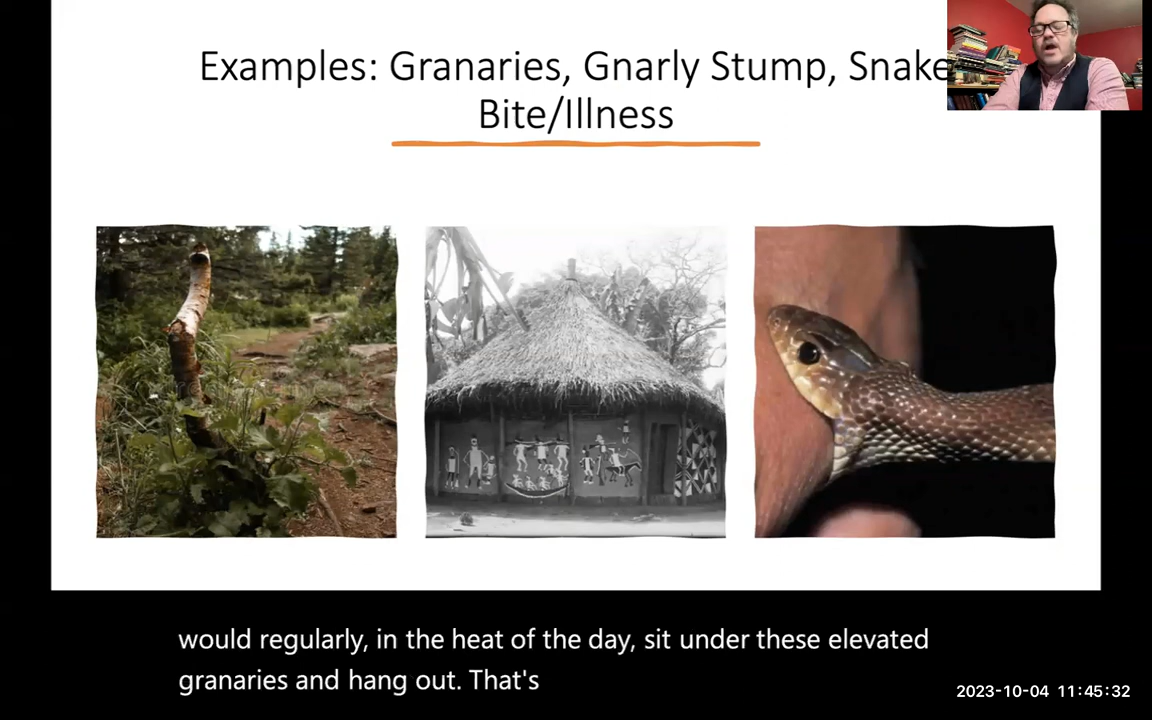 Examples: Granaries, Gnarly Stump, Snake
Bite/Illness
would regularly, in the heat of the day, sit under these elevated
granaries and hang out. That's
2023-10-04 11:45:32